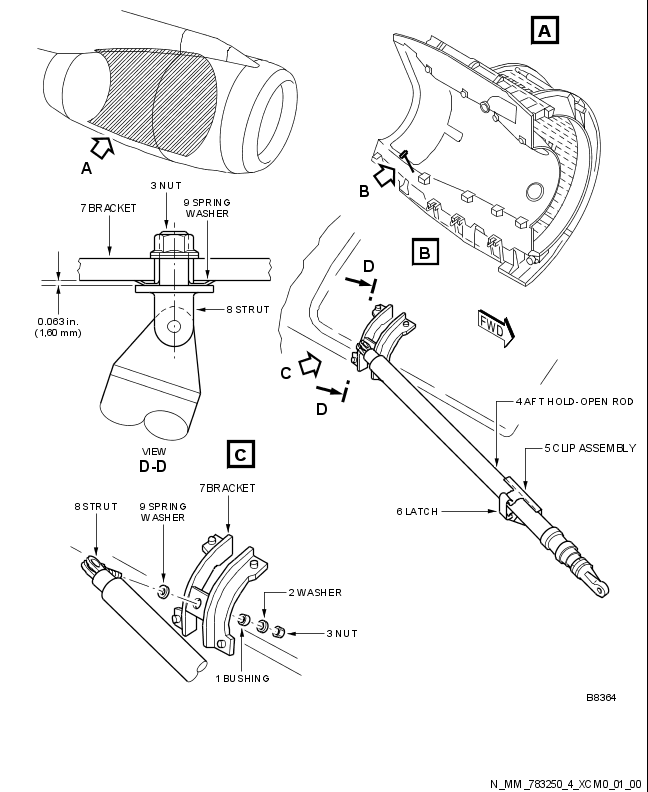 A
A
B
3 NUT
9 SPRING
WASHER
7 BRACKET
8 STRUT
0.063 in.
(1,60 mm)
VIEW
D-D
B
D
FWD
C
D
4 AFT HOLD-OPEN ROD
5 CLIP ASSEMBLY
6 LATCH
C
7 BRACKET
8 STRUT
9 SPRING
WASHER
2 WASHER
3 NUT
1 BUSHING
B8364
N_MM_783250_4_XCM0_01_00